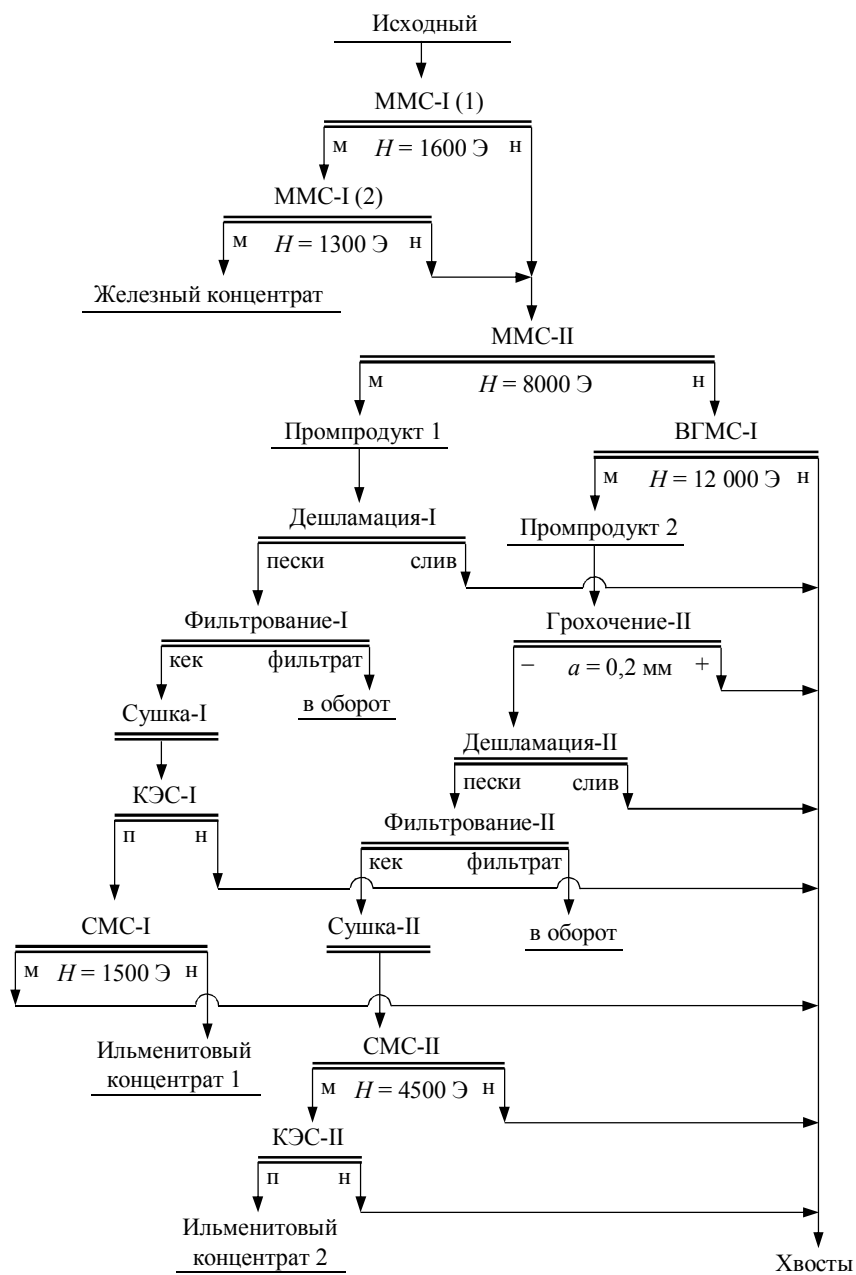 Исходный
ММС-I (1)
м H = 1600 Э н
ММС-I (2)
м H = 1300 Э н
Железный концентрат
ММС-II
м H = 8000 Э н
Промпродукт 1
ВГМС-I
м H = 12 000 Э н
Дешламация-I
Промпродукт 2
пески слив
Фильтрование-I
Грохочение-II
кек фильтрат
− a = 0,2 мм +
в оборот
Сушка-I
Дешламация-II
пески слив
КЭС-I
п н
Фильтрование-II
кек фильтрат
СМС-I
Сушка-II
в оборот
м H = 1500 Э н
Ильменитовый
концентрат 1
СМС-II
м H = 4500 Э н
КЭС-II
п н
Ильменитовый
концентрат 2
Хвосты